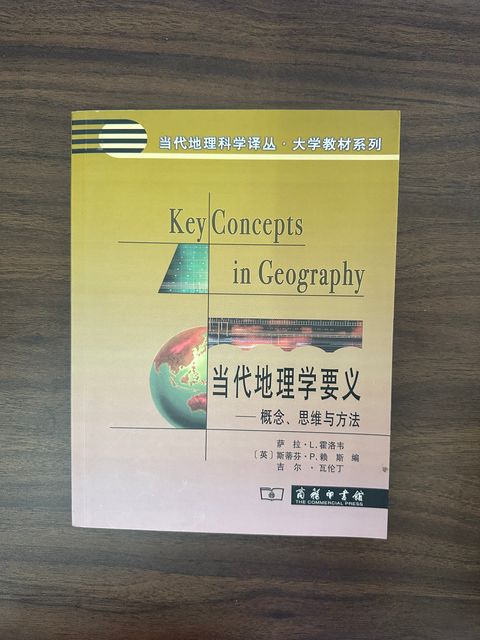 当代地理科学译丛·大学教材系列
Key Concepts
in Geography
当代地理学要义
——概念、思维与方法
萨 拉·L.霍洛韦
〔英〕斯蒂芬·P.赖 斯 编
吉 尔·瓦伦丁
商务印书馆
THE COMMERCIAL PRESS